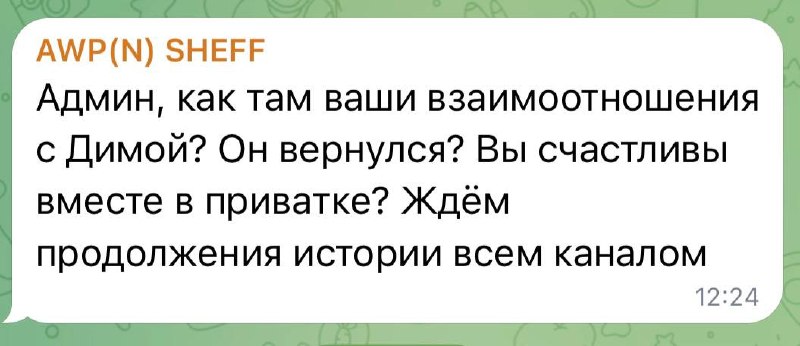 AWP(N) SHEFF
Админ, как там ваши взаимоотношения
с Димой? Он вернулся? Вы счастливы
вместе в приватке? Ждём
продолжения истории всем каналом
12:24